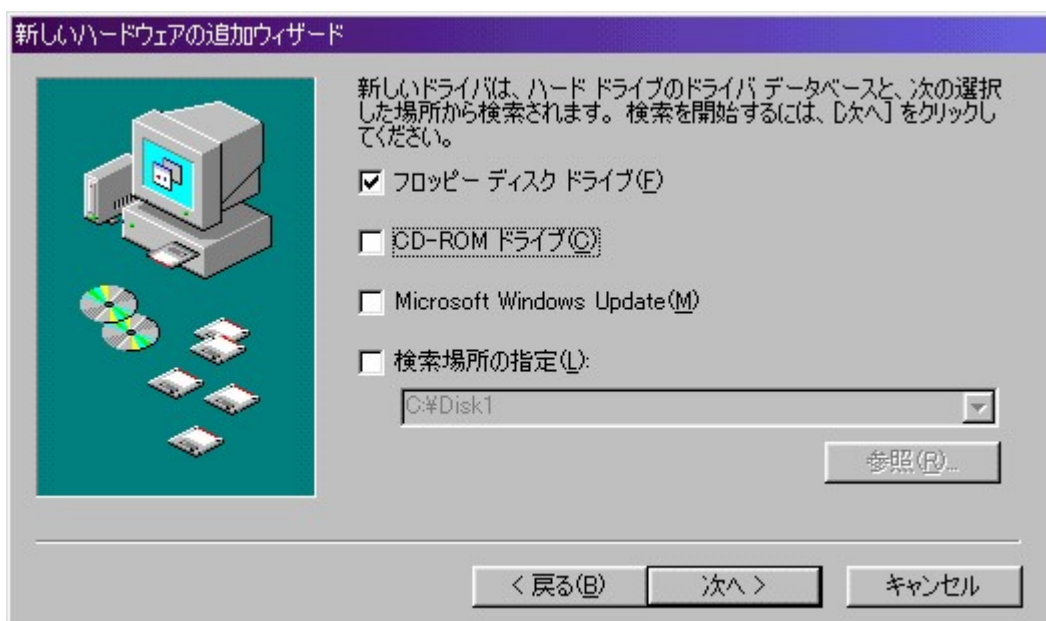 新しいハードウェアの追加ウィザード
新しいドライバは、ハード ドライブのドライバ データベースと、次の選択
した場所から検索されます。検索を開始するには、[次へ] をクリックし
てください。
フロッピー ディスク ドライブ(F)
CD-ROM ドライブ(C)
Microsoft Windows Update(M)
検索場所の指定(L):
C:¥Disk1
参照(R)...
< 戻る(B)
次へ >
キャンセル